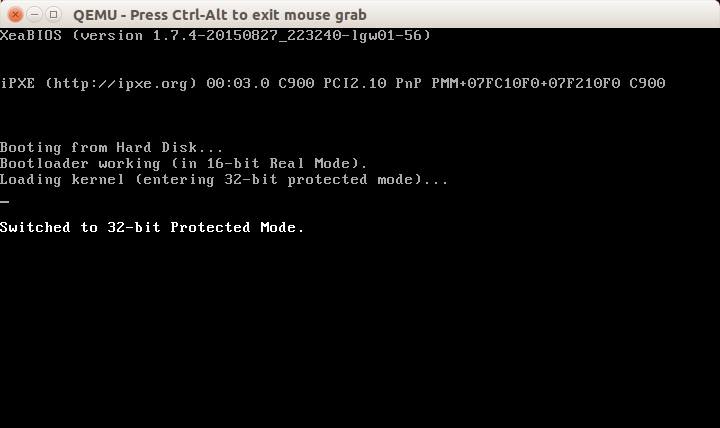 QEMU - Press Ctrl-Alt to exit mouse grab
XeaBIOS (version 1.7.4-20150827_223240-lgw01-56)
iPXE (http://ipxe.org) 00:03.0 C900 PCI2.10 PnP PMM+07FC10F0+07F210F0 C900
Booting from Hard Disk...
Bootloader working (in 16-bit Real Mode).
Loading kernel (entering 32-bit protected mode)...
_
Switched to 32-bit Protected Mode.